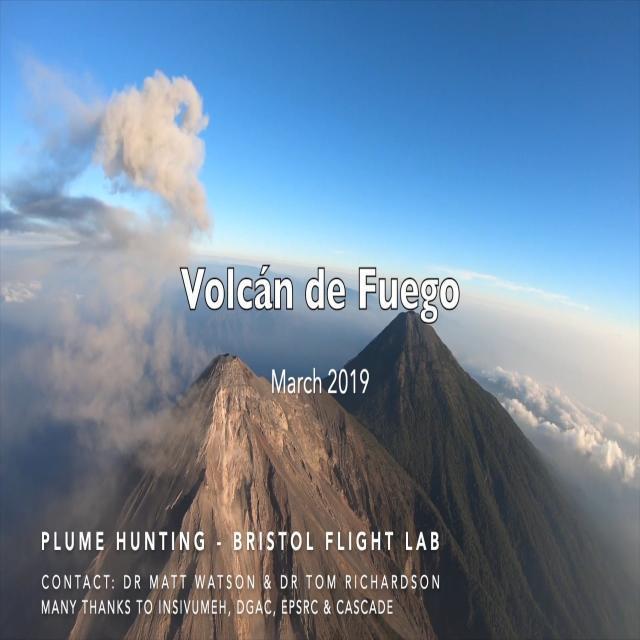 Volcán de Fuego
March 2019
PLUME HUNTING - BRISTOL FLIGHT LAB
CONTACT: DR MATT WATSON & DR TOM RICHARDSON
MANY THANKS TO INSIVUMEH, DGAC, EPSRC & CASCADE